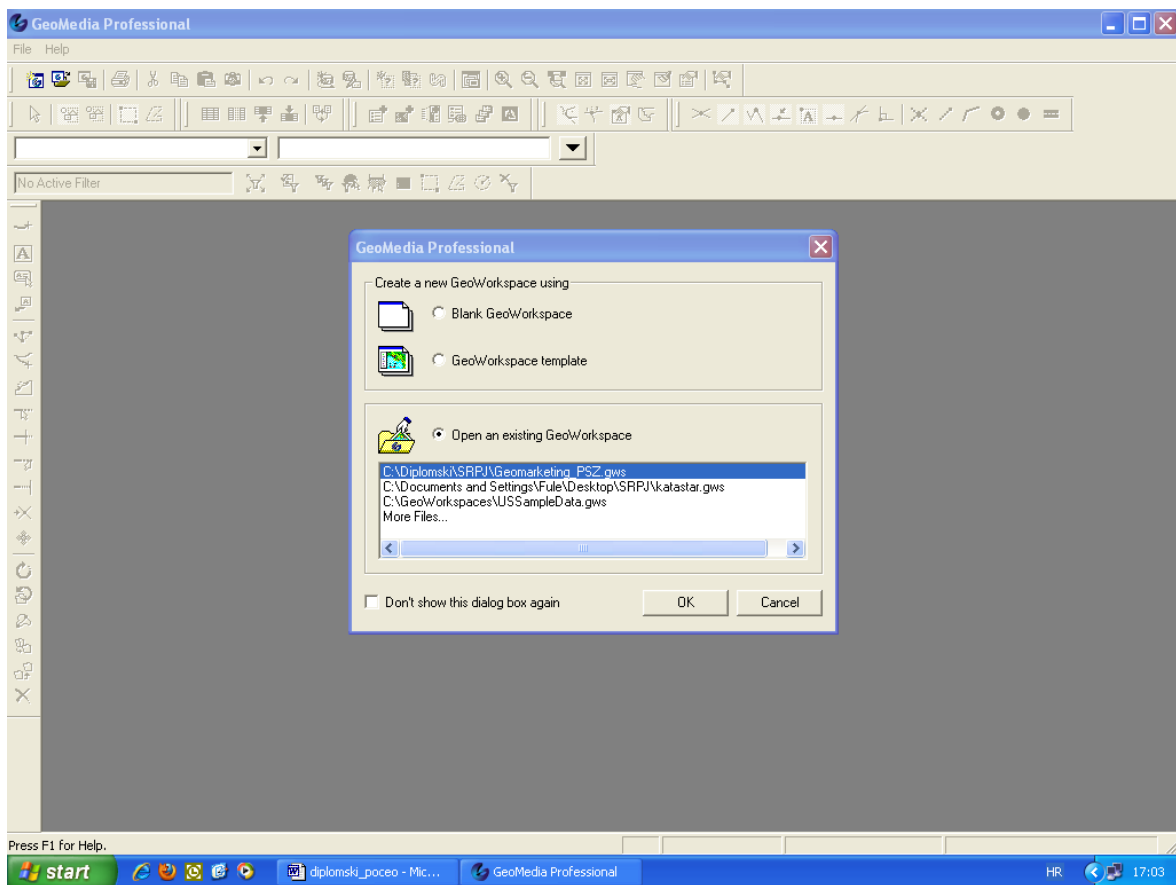 GeoMedia Professional
File Help
No Active Filter
GeoMedia Professional
Create a new GeoWorkspace using
Blank GeoWorkspace
GeoWorkspace template
Open an existing GeoWorkspace
C:\Diplomski\SRPJ\Geomarketing_PSZ.gws
C:\Documents and Settings\Fule\Desktop\SRPJ\katastar.gws
C:\GeoWorkspaces\USSampleData.gws
More Files...
Don't show this dialog box again
OK Cancel
Press F1 for Help.
start diplomski_poceo - Mic... GeoMedia Professional HR 17:03